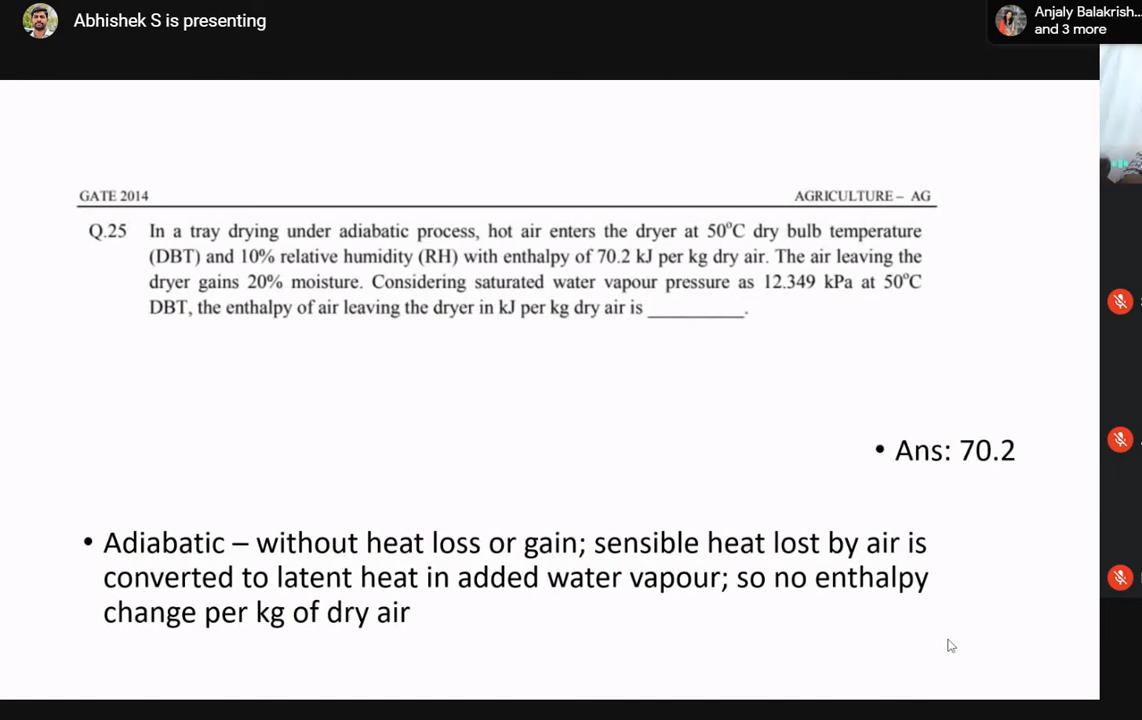 Abhishek S is presenting
Anjaly Balakrish...
and 3 more
GATE 2014
AGRICULTURE – AG
Q.25 In a tray drying under adiabatic process, hot air enters the dryer at 50°C dry bulb temperature
(DBT) and 10% relative humidity (RH) with enthalpy of 70.2 kJ per kg dry air. The air leaving the
dryer gains 20% moisture. Considering saturated water vapour pressure as 12.349 kPa at 50°C
DBT, the enthalpy of air leaving the dryer in kJ per kg dry air is __________.
• Ans: 70.2
• Adiabatic – without heat loss or gain; sensible heat lost by air is
converted to latent heat in added water vapour; so no enthalpy
change per kg of dry air